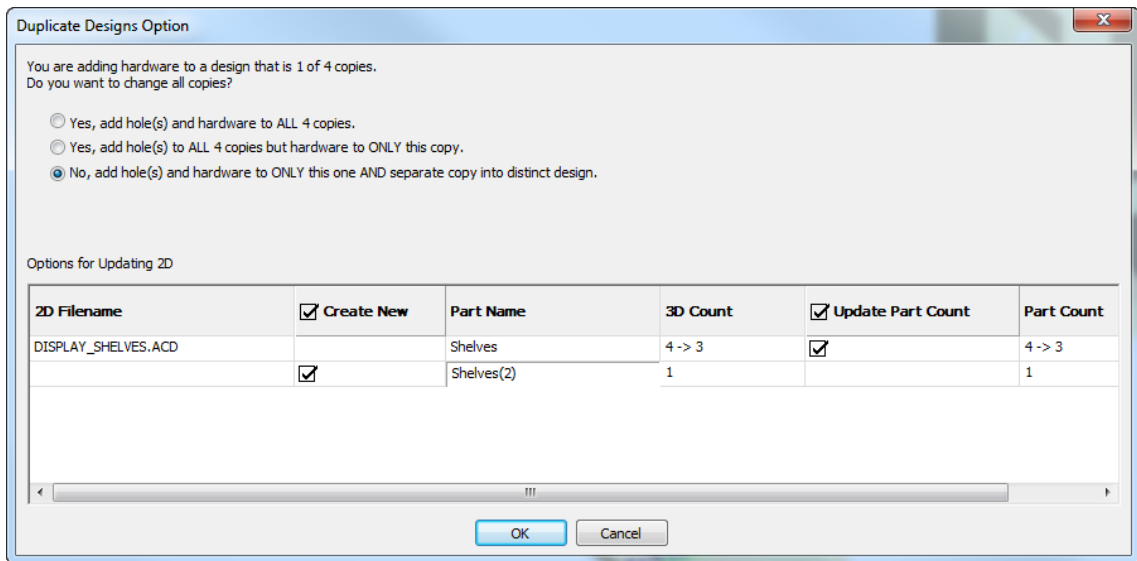 Duplicate Designs Option
You are adding hardware to a design that is 1 of 4 copies.
Do you want to change all copies?
Yes, add hole(s) and hardware to ALL 4 copies.
Yes, add hole(s) to ALL 4 copies but hardware to ONLY this copy.
No, add hole(s) and hardware to ONLY this one AND separate copy into distinct design.
Options for Updating 2D
2D Filename Create New Part Name 3D Count Update Part Count Part Count
DISPLAY_SHELVES.ACD Shelves 4 -> 3 4 -> 3
Shelves(2) 1 1
OK Cancel